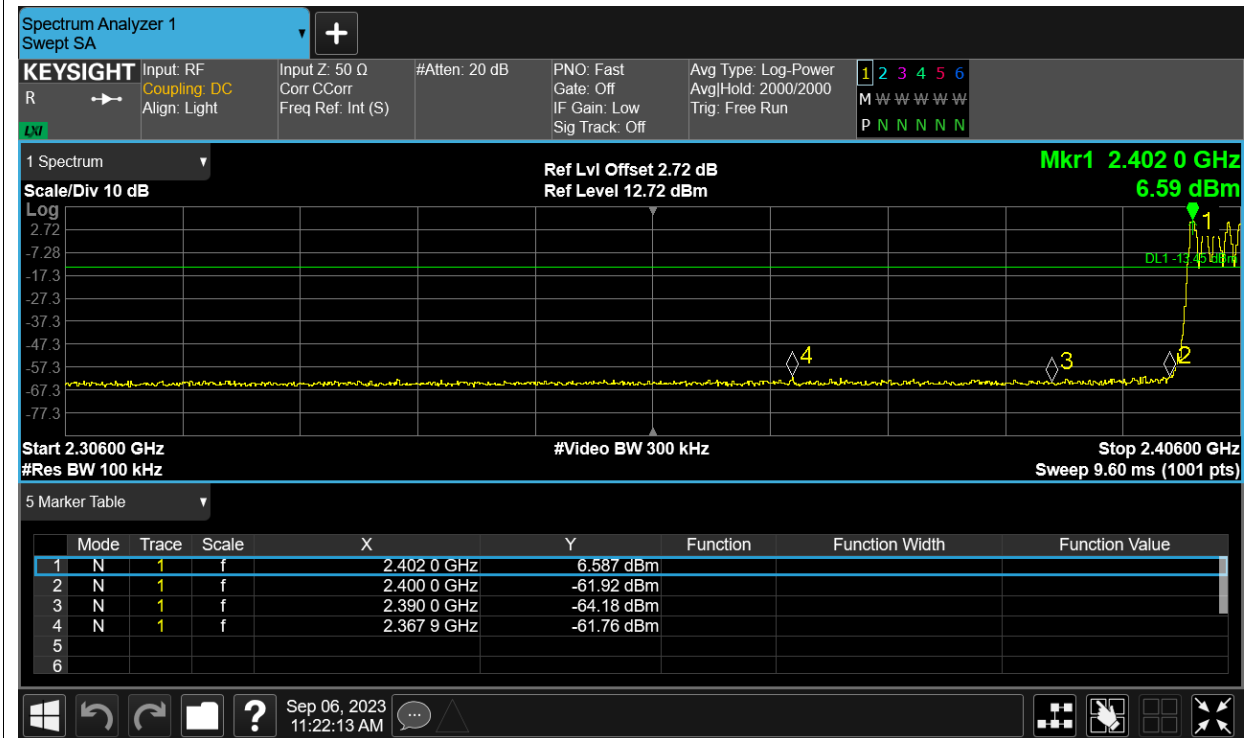 Spectrum Analyzer 1
Swept SA
KEYSIGHT
R
LXI
Input: RF
Coupling: DC
Align: Light
Input Z: 50 Ω
Corr CCorr
Freq Ref: Int (S)
#Atten: 20 dB
PNO: Fast
Gate: Off
IF Gain: Low
Sig Track: Off
Avg Type: Log-Power
Avg|Hold: 2000/2000
Trig: Free Run
1 2 3 4 5 6
M W W W W W
P N N N N N
1 Spectrum
Scale/Div 10 dB
Ref Lvl Offset 2.72 dB
Ref Level 12.72 dBm
Mkr1 2.402 0 GHz
6.59 dBm
Log
2.72
-7.28
-17.3
-27.3
-37.3
-47.3
-57.3
-67.3
-77.3
1
DL1 -13.45 dBm
4
3
2
Start 2.30600 GHz
#Video BW 300 kHz
Stop 2.40600 GHz
#Res BW 100 kHz
Sweep 9.60 ms (1001 pts)
5 Marker Table
Mode Trace Scale X Y Function Function Width Function Value
1 N 1 f 2.402 0 GHz 6.587 dBm
2 N 1 f 2.400 0 GHz -61.92 dBm
3 N 1 f 2.390 0 GHz -64.18 dBm
4 N 1 f 2.367 9 GHz -61.76 dBm
5
6
?
Sep 06, 2023
11:22:13 AM